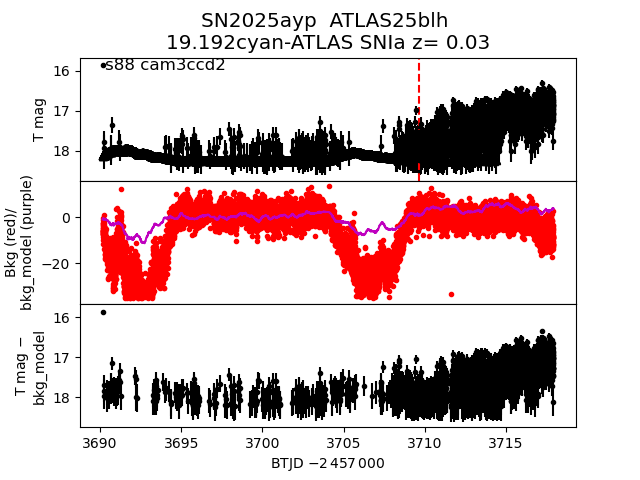 SN2025ayp  ATLAS25blh
19.192cyan-ATLAS SNIa z= 0.03
s88 cam3ccd2
T mag
16
17
18
Bkg (red)/
bkg_model (purple)
0
−20
T mag −
bkg_model
16
17
18
3690 3695 3700 3705 3710 3715
BTJD −2 457 000